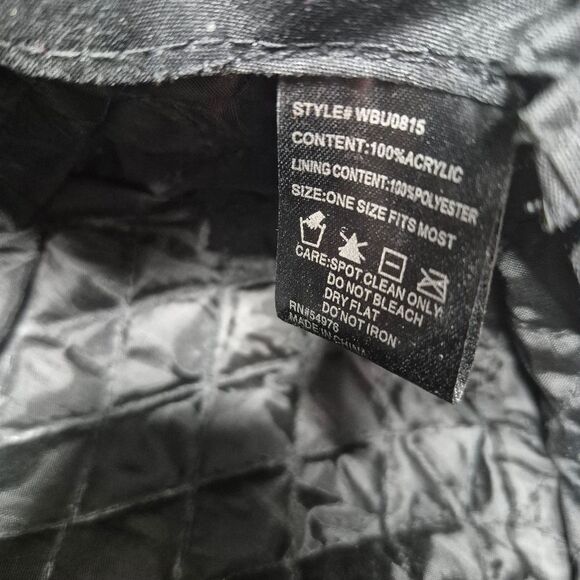 STYLE# WBU0815
CONTENT:100%ACRYLIC
LINING CONTENT:100%POLYESTER
SIZE:ONE SIZE FITS MOST
CARE:SPOT CLEAN ONLY
DO NOT BLEACH
DRY FLAT
DO NOT IRON
RN#54976
MADE IN CHINA